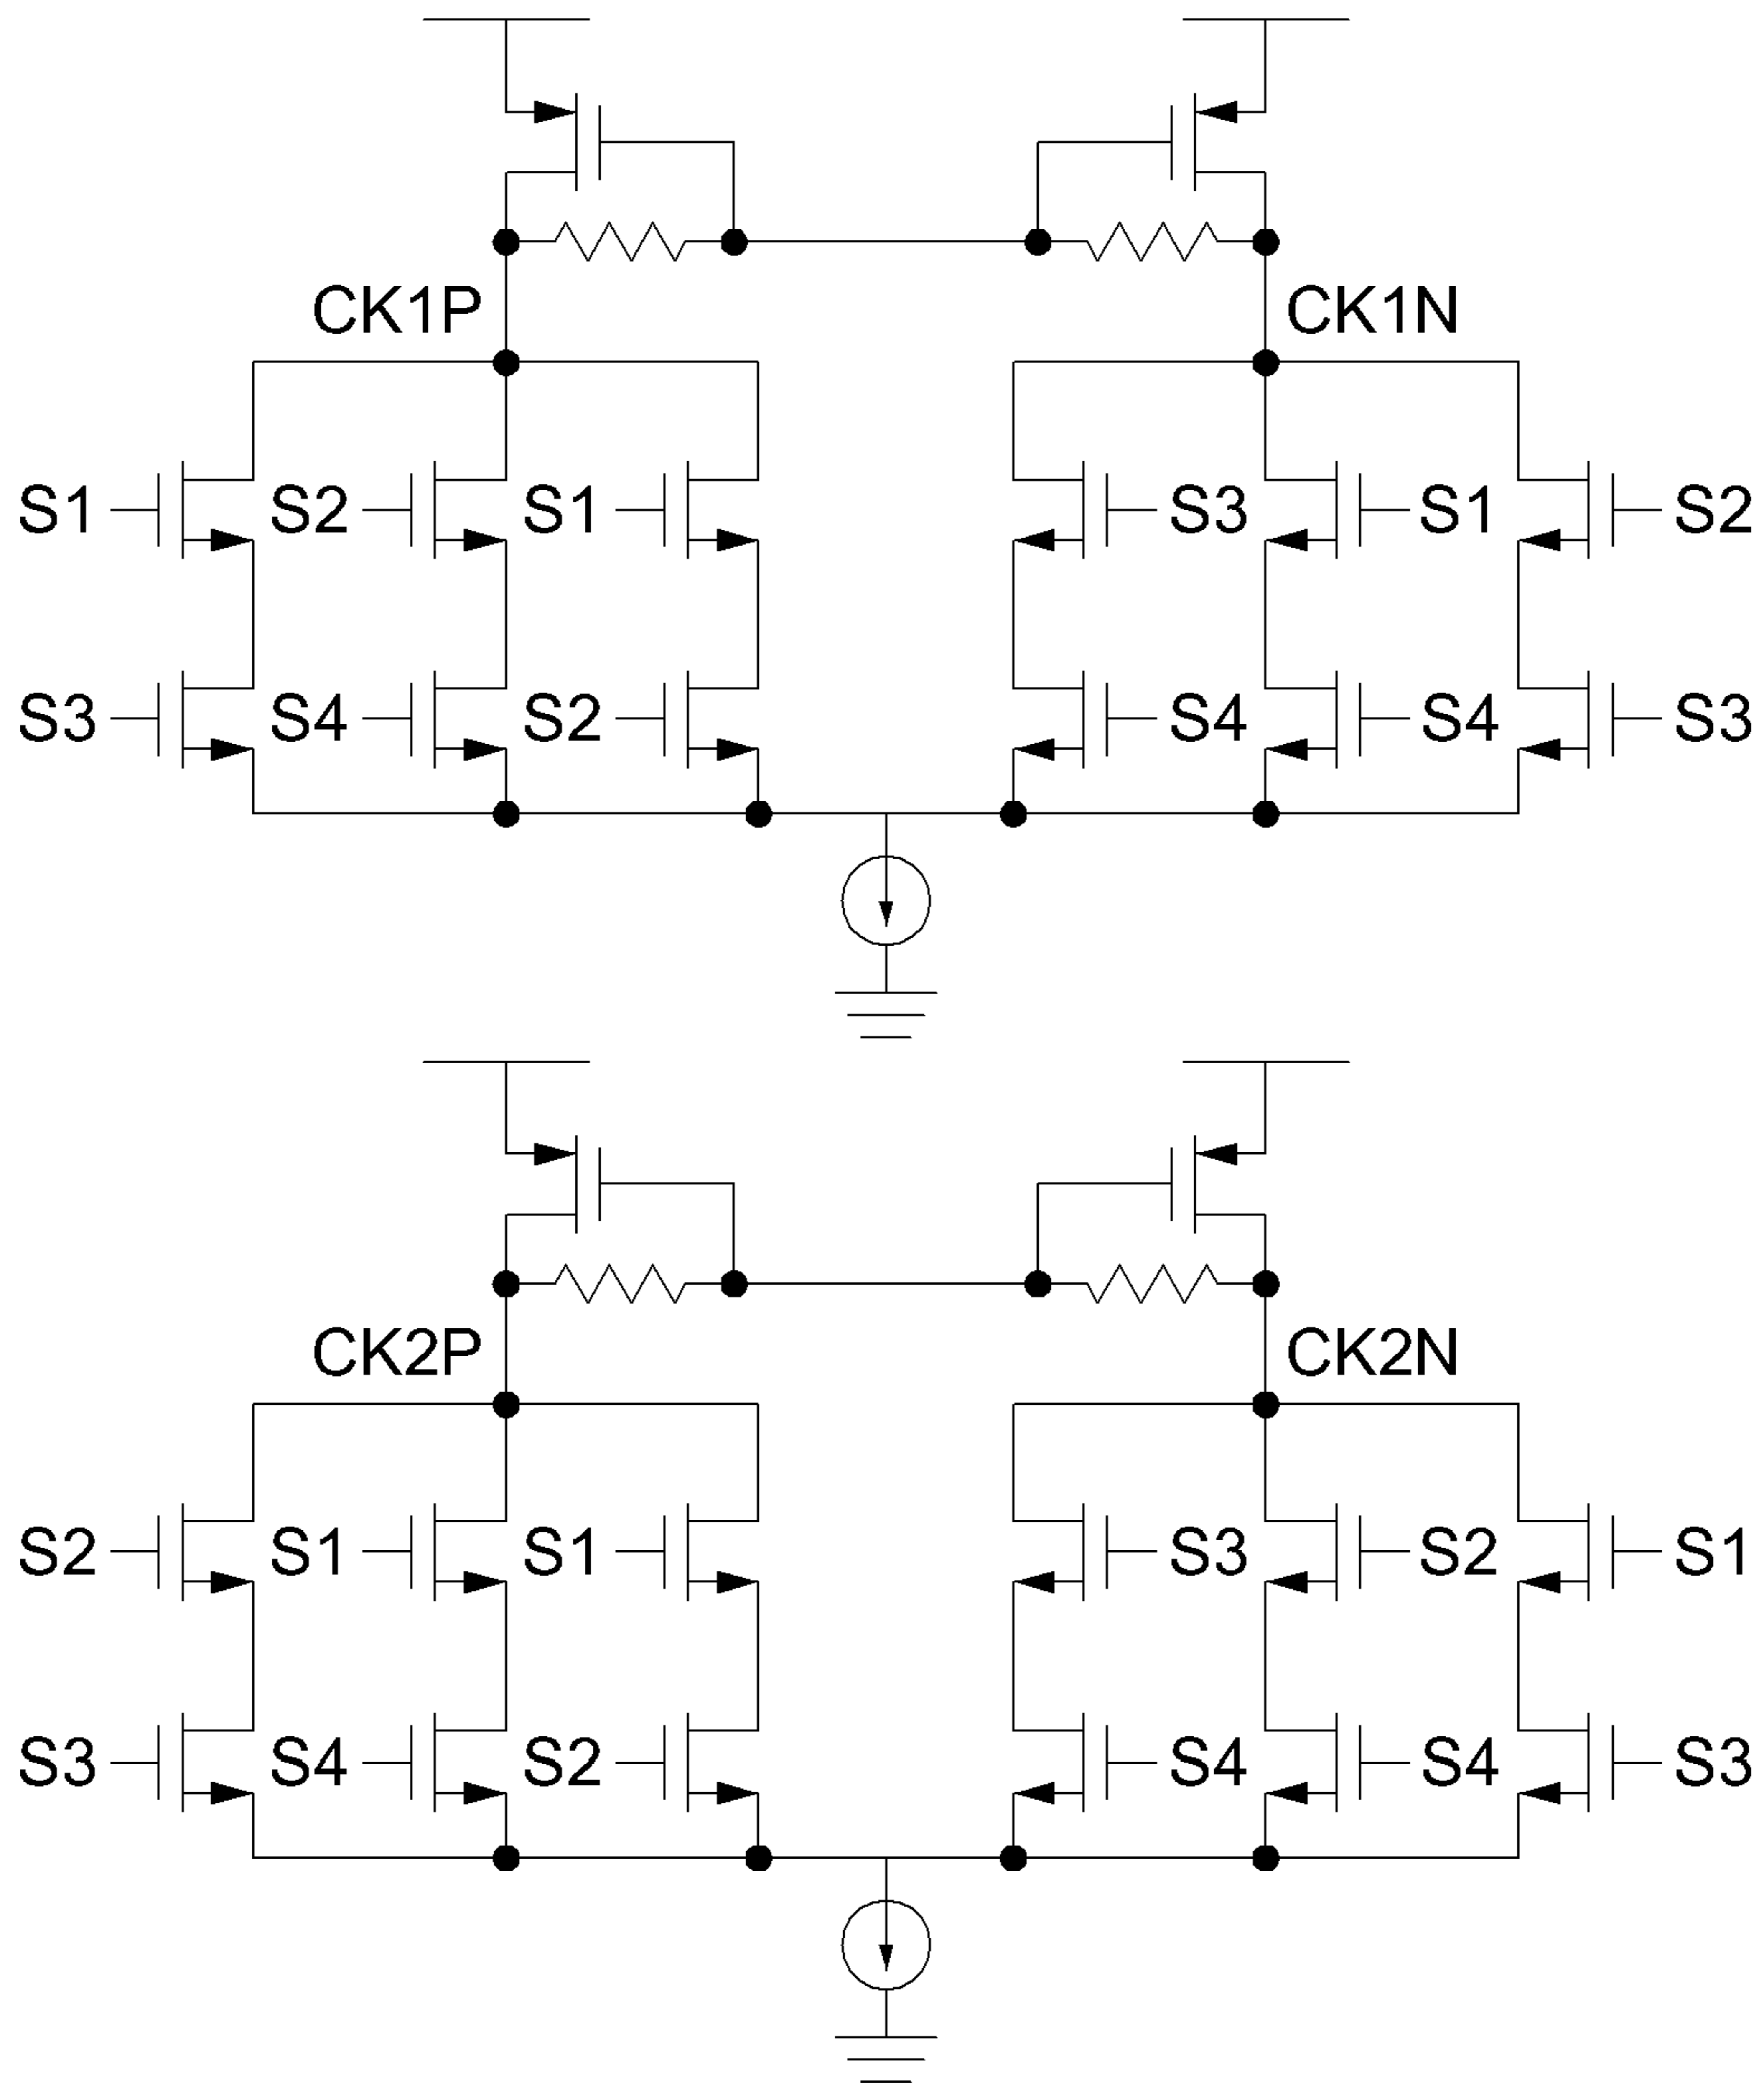 CK1P CK1N
S1 S2 S1 S3 S1 S2
S3 S4 S2 S4 S4 S3
CK2P CK2N
S2 S1 S1 S3 S2 S1
S3 S4 S2 S4 S4 S3